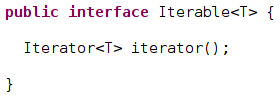 public interface Iterable<T> {
Iterator<T> iterator();
}